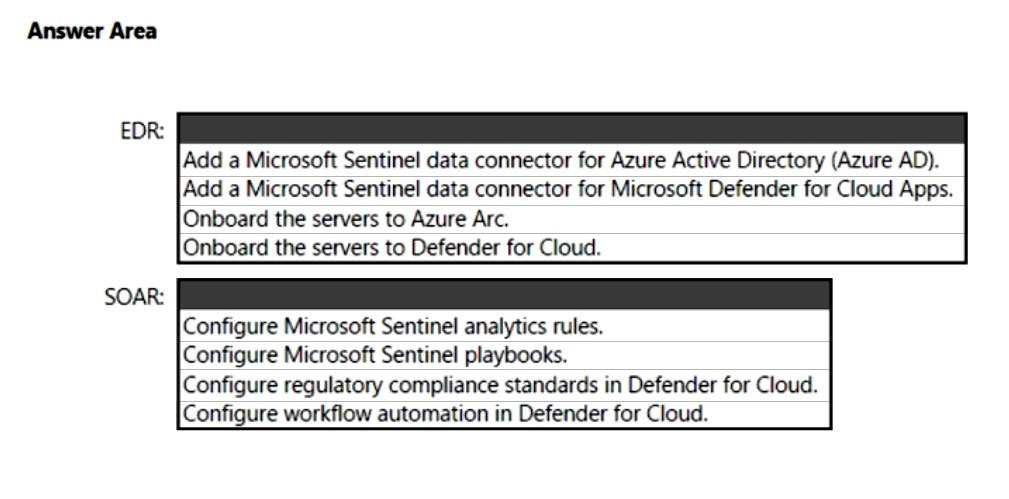 Answer Area
EDR:
Add a Microsoft Sentinel data connector for Azure Active Directory (Azure AD).
Add a Microsoft Sentinel data connector for Microsoft Defender for Cloud Apps.
Onboard the servers to Azure Arc.
Onboard the servers to Defender for Cloud.
SOAR:
Configure Microsoft Sentinel analytics rules.
Configure Microsoft Sentinel playbooks.
Configure regulatory compliance standards in Defender for Cloud.
Configure workflow automation in Defender for Cloud.